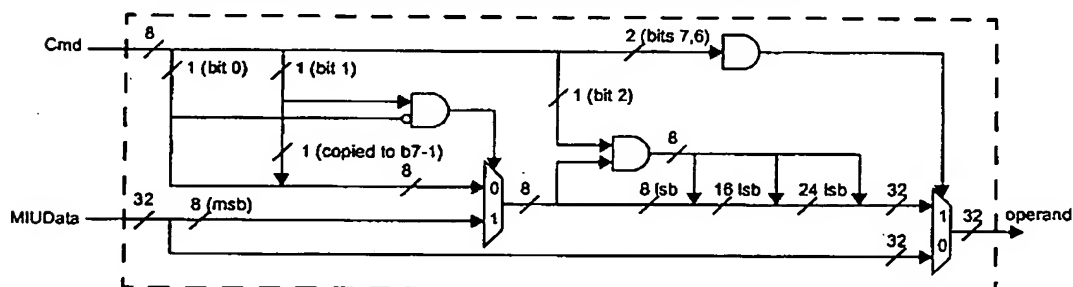 Cmd
8
2 (bits 7,6)
1 (bit 0)
1 (bit 1)
1 (bit 2)
1 (copied to b7-1)
8
8
0
1
MIUData
32
8 (msb)
8
8 lsb
16 lsb
24 lsb
32
1
0
32
operand
32